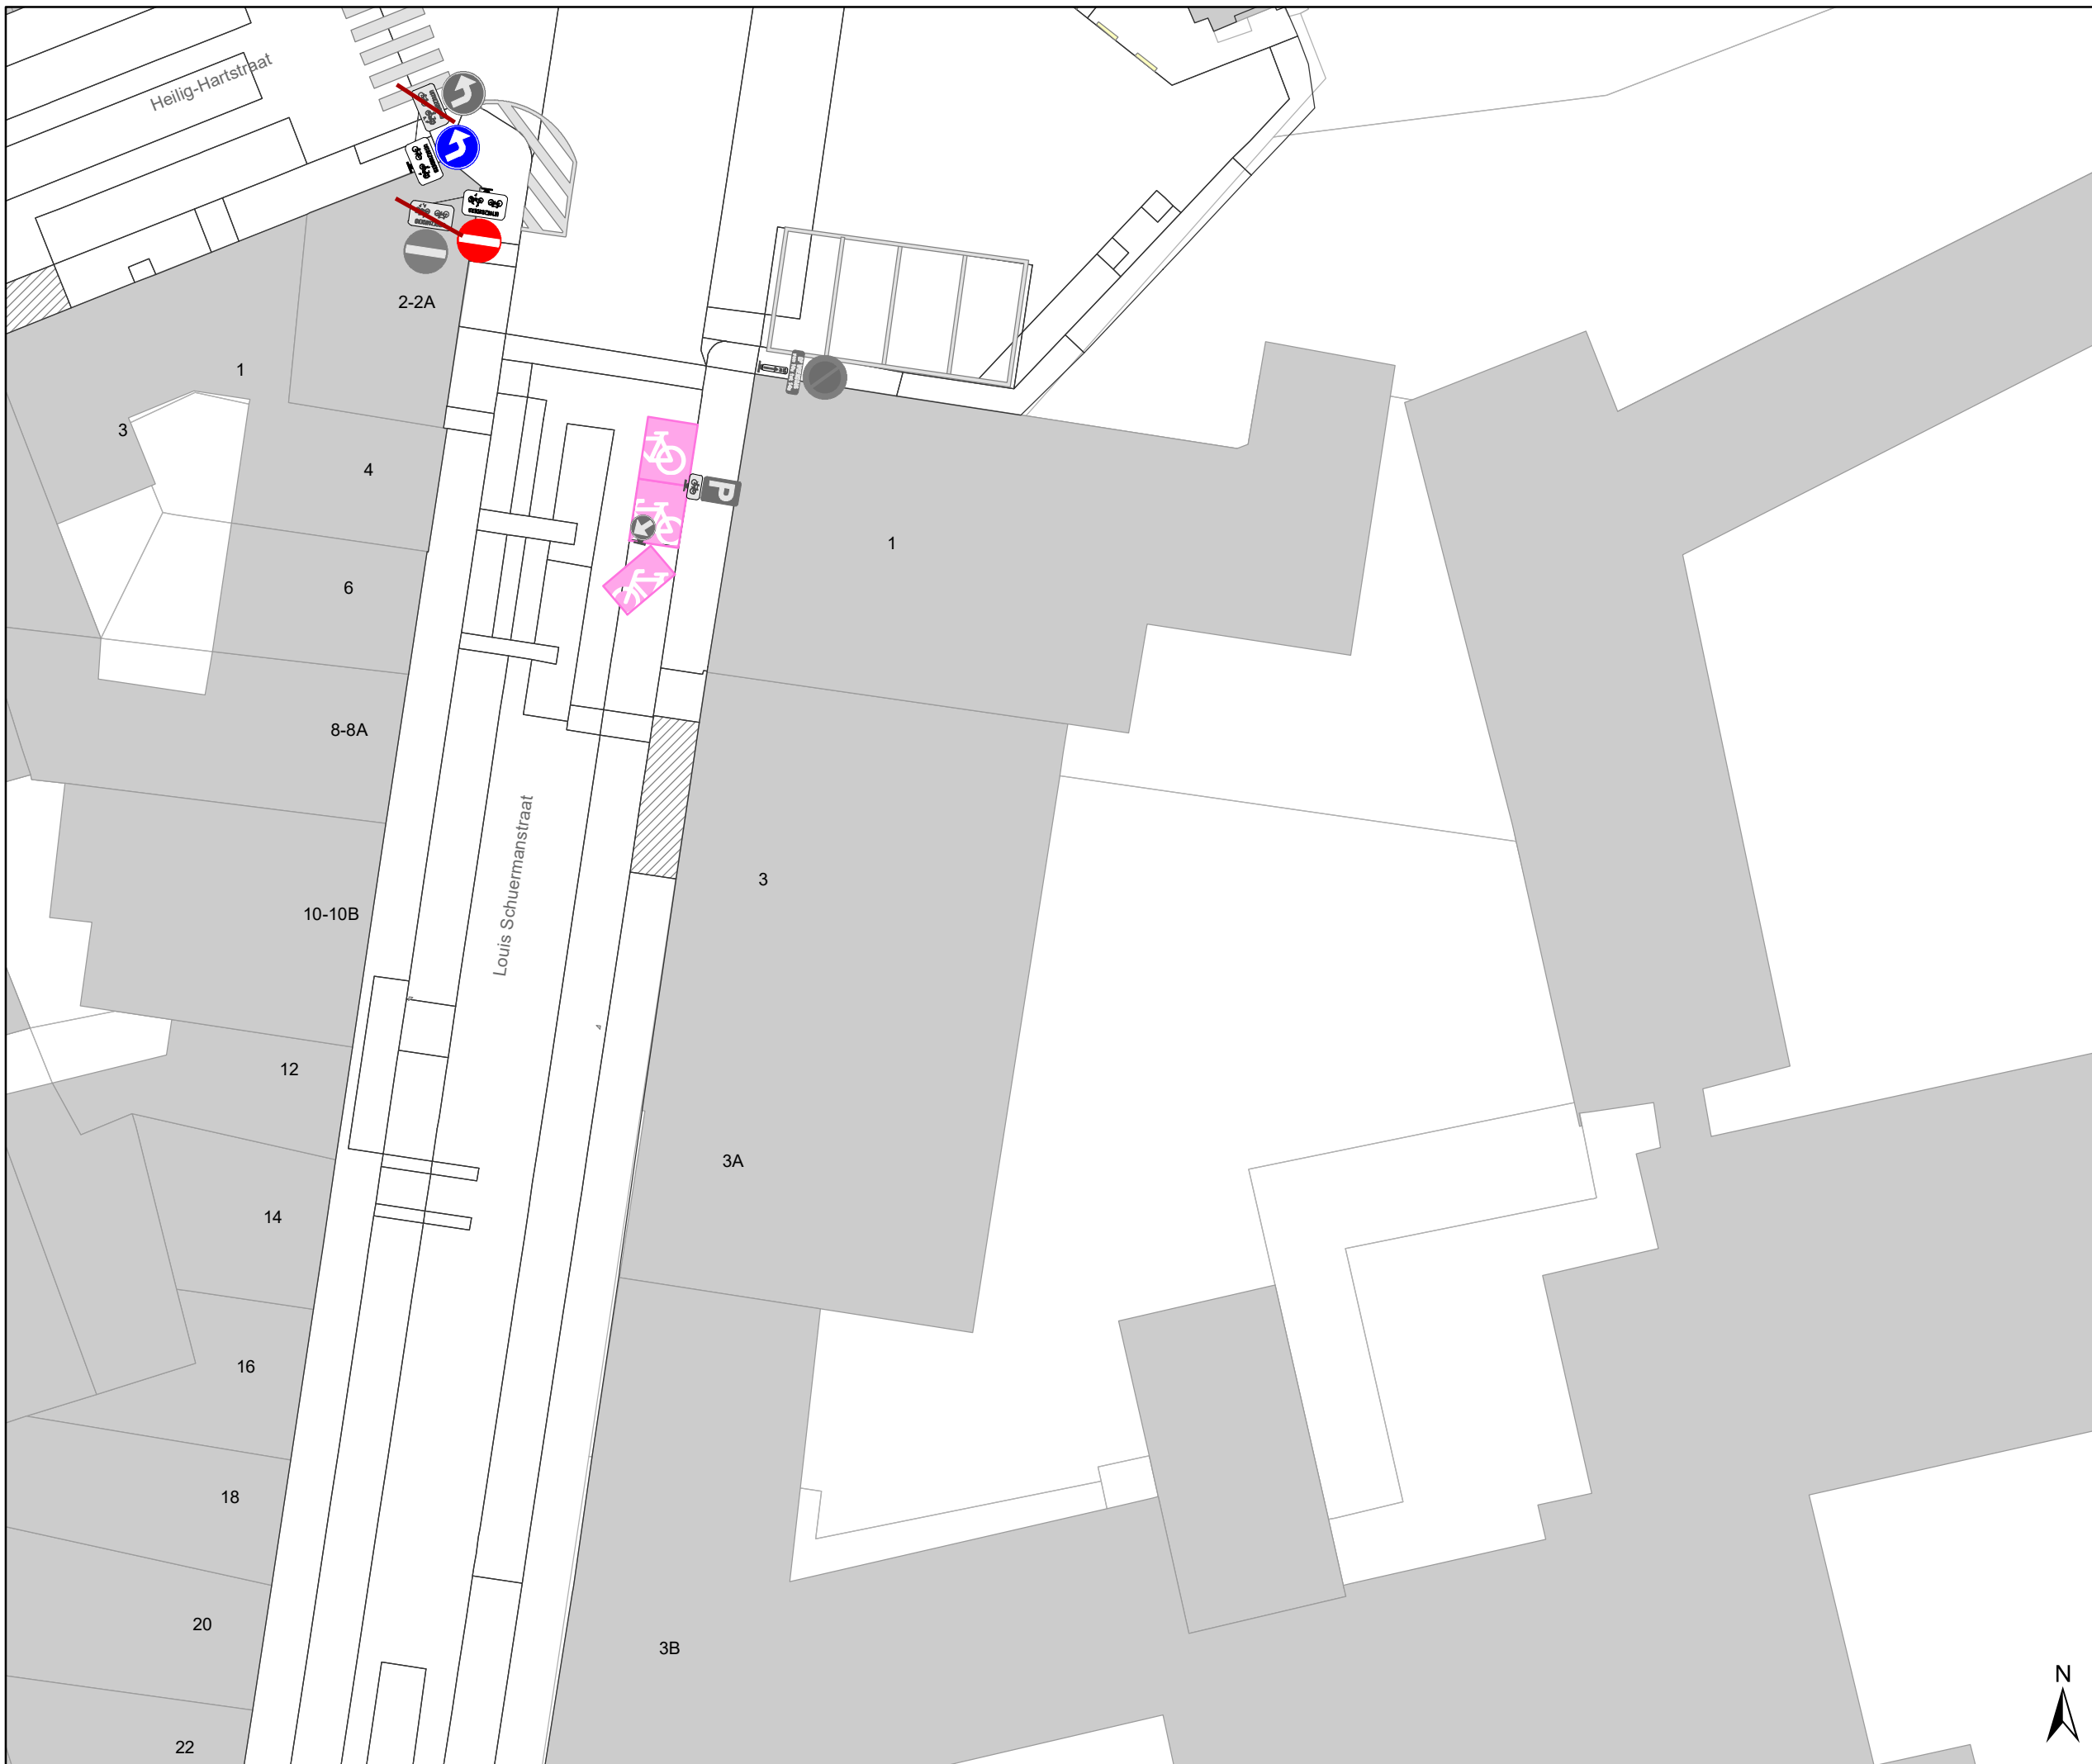 Heilig-Hartstraat
2-2A
1
3
4
P
1
6
8-8A
Louis Schuermanstraat
3
10-10B
12
3A
14
16
18
20
3B
N
22